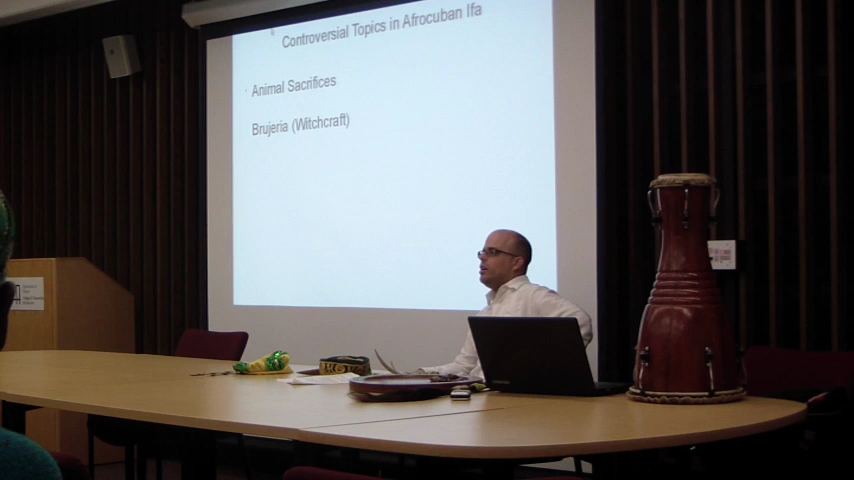 Controversial Topics in Afrocuban Ifa
Animal Sacrifices
Brujeria (Witchcraft)